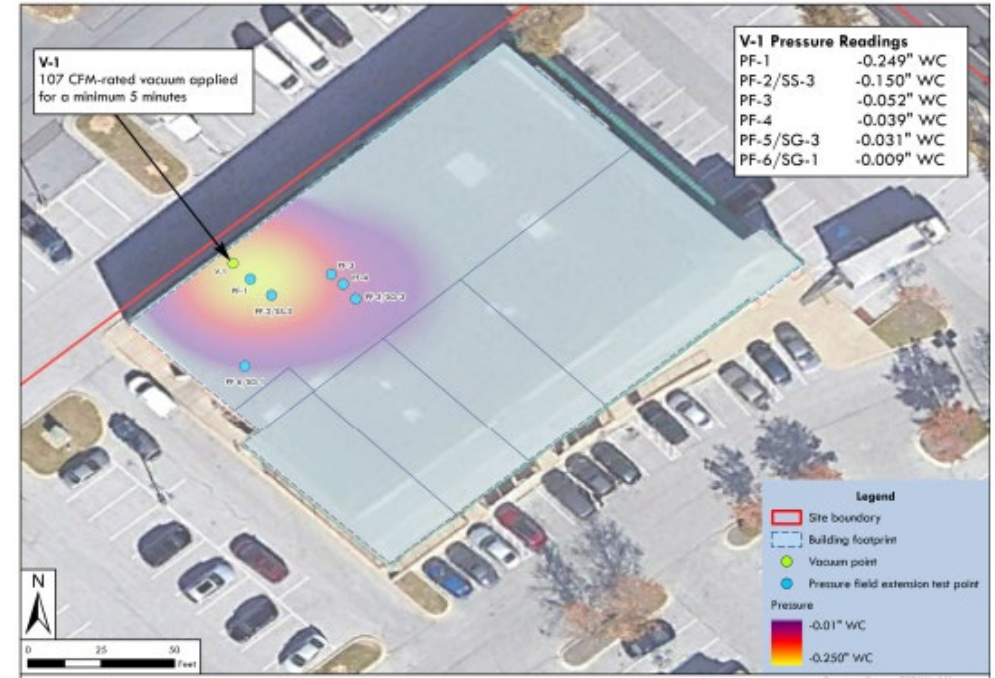 V-1
107 CFM-rated vacuum applied
for a minimum 5 minutes
V-1 Pressure Readings
PF-1 -0.249" WC
PF-2/SS-3 -0.150" WC
PF-3 -0.052" WC
PF-4 -0.039" WC
PF-5/SG-3 -0.031" WC
PF-6/SG-1 -0.009" WC
V-1
PF-1
PF-2/SS-3
PF-3
PF-4
PF-6/SG-1
N
0 25 50
Feet
Legend
Site boundary
Building footprint
Vacuum point
Pressure field extension test point
Pressure
-0.01" WC
-0.250" WC